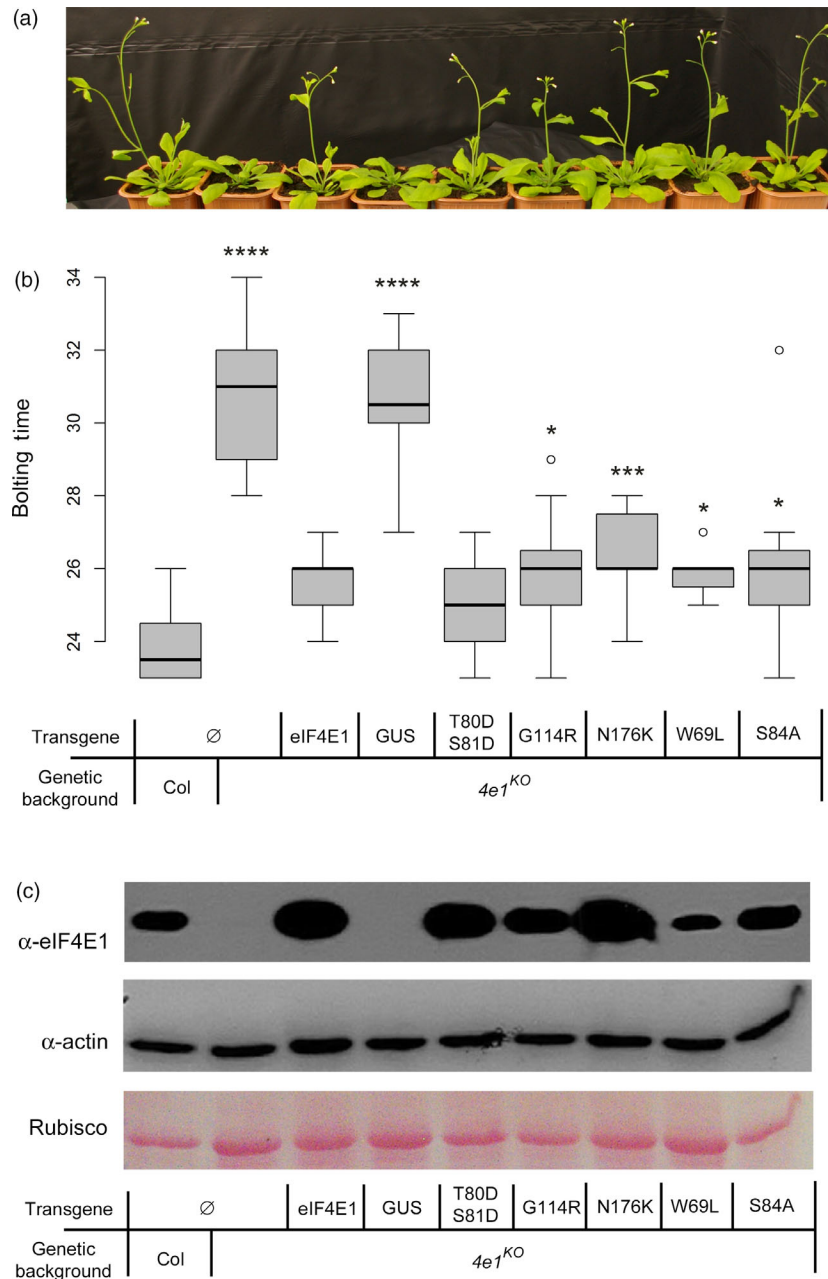 (a)
(b)
****
****
*
***
*
*
34
32
30
28
26
24
Bolting time
Transgene ∅ eIF4E1 GUS T80D S81D G114R N176K W69L S84A
Genetic background Col 4e1KO
(c)
α-eIF4E1
α-actin
Rubisco
Transgene ∅ eIF4E1 GUS T80D S81D G114R N176K W69L S84A
Genetic background Col 4e1KO